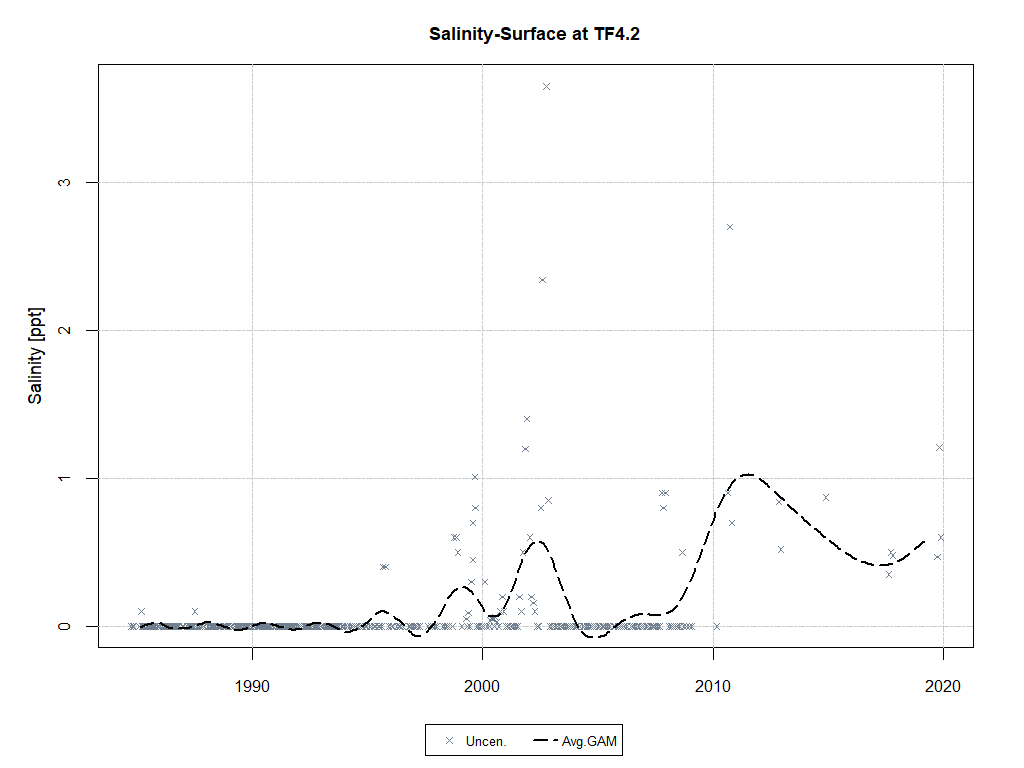 Salinity-Surface at TF4.2
Salinity [ppt]
3
2
1
0
1990 2000 2010 2020
Uncen. Avg.GAM